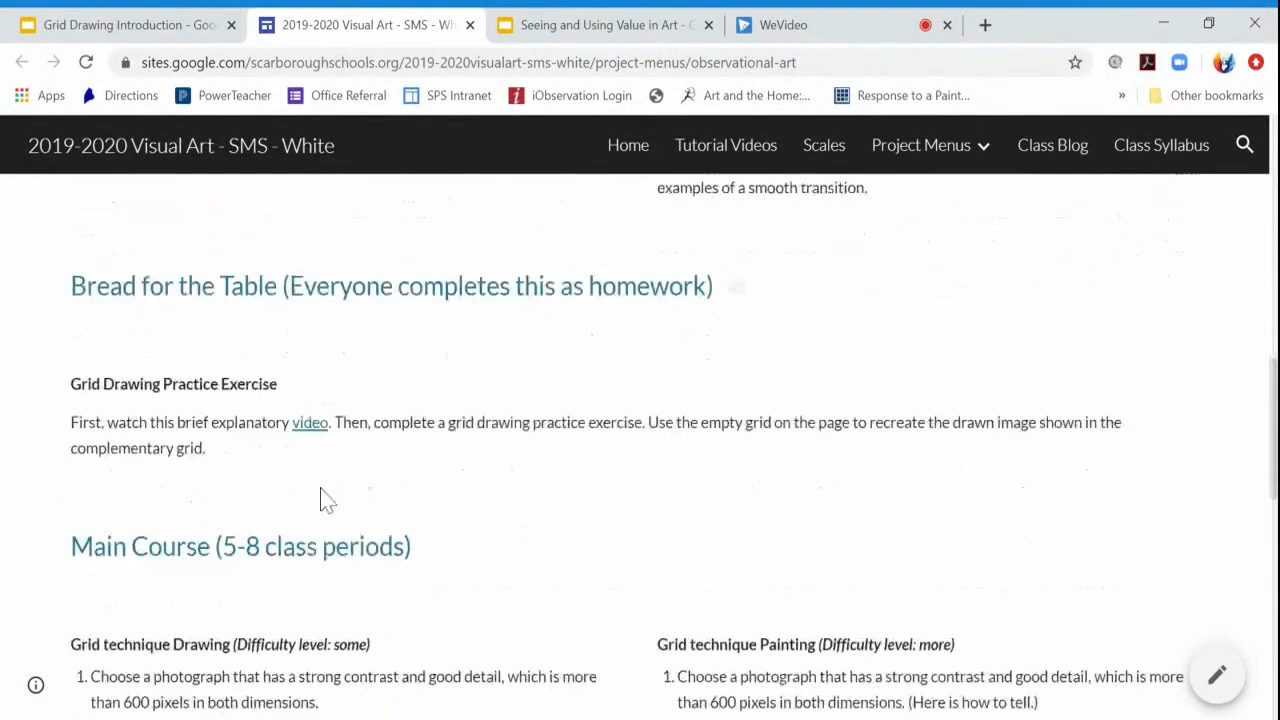 Grid Drawing Introduction - Goo
2019-2020 Visual Art - SMS - Wh
Seeing and Using Value in Art - G
WeVideo
sites.google.com/scarboroughschools.org/2019-2020visualart-sms-white/project-menus/observational-art
Apps
Directions
PowerTeacher
Office Referral
SPS Intranet
iObservation Login
Art and the Home:...
Response to a Paint...
»
Other bookmarks
2019-2020 Visual Art - SMS - White
Home
Tutorial Videos
Scales
Project Menus
Class Blog
Class Syllabus
examples of a smooth transition.
Bread for the Table (Everyone completes this as homework)
Grid Drawing Practice Exercise
First, watch this brief explanatory video. Then, complete a grid drawing practice exercise. Use the empty grid on the page to recreate the drawn image shown in the
complementary grid.
Main Course (5-8 class periods)
Grid technique Drawing (Difficulty level: some)
1. Choose a photograph that has a strong contrast and good detail, which is more
than 600 pixels in both dimensions.
Grid technique Painting (Difficulty level: more)
1. Choose a photograph that has a strong contrast and good detail, which is more
than 600 pixels in both dimensions. (Here is how to tell.)